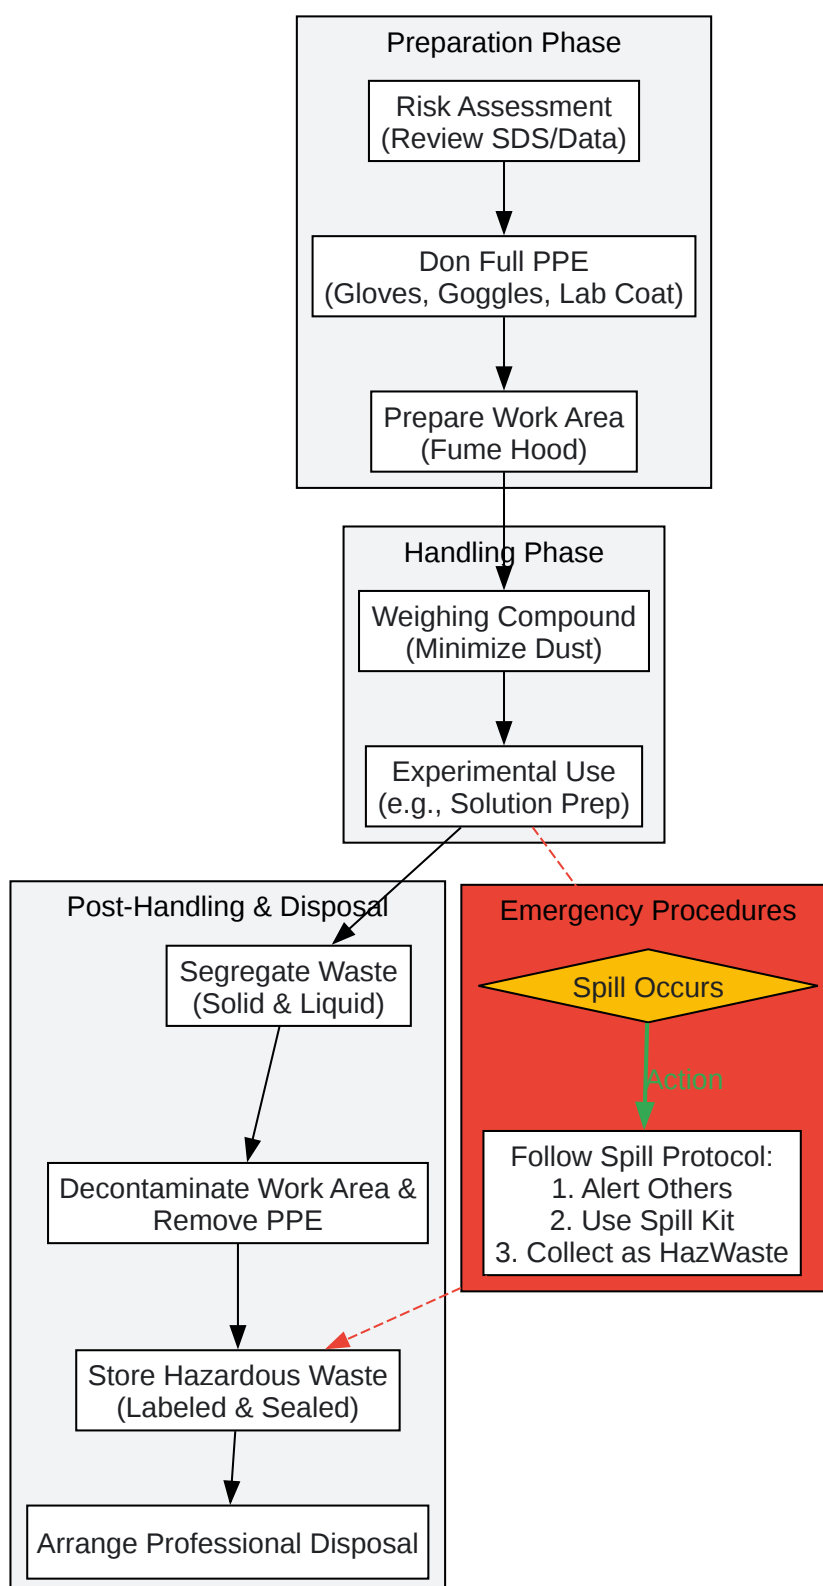 Preparation Phase
Risk Assessment
(Review SDS/Data)
Don Full PPE
(Gloves, Goggles, Lab Coat)
Prepare Work Area
(Fume Hood)
Handling Phase
Weighing Compound
(Minimize Dust)
Experimental Use
(e.g., Solution Prep)
Post-Handling & Disposal
Segregate Waste
(Solid & Liquid)
Decontaminate Work Area &
Remove PPE
Store Hazardous Waste
(Labeled & Sealed)
Arrange Professional Disposal
Emergency Procedures
Spill Occurs
Action
Follow Spill Protocol:
1. Alert Others
2. Use Spill Kit
3. Collect as HazWaste